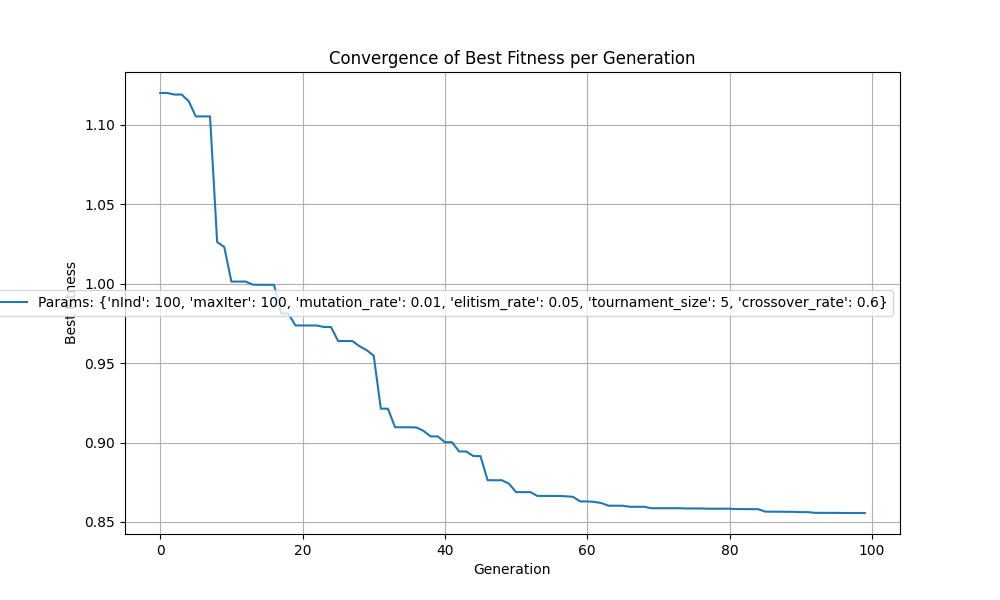 Convergence of Best Fitness per Generation
1.10
1.05
1.00
0.95
0.90
0.85
Best
ness
Params: {'nInd': 100, 'maxIter': 100, 'mutation_rate': 0.01, 'elitism_rate': 0.05, 'tournament_size': 5, 'crossover_rate': 0.6}
0 20 40 60 80 100
Generation